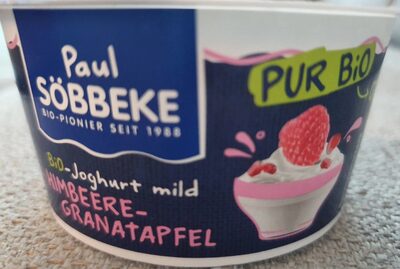 Paul
SÖBBEKE
BIO-PIONIER SEIT 1988
PUR BiO
BiO-Joghurt mild
HIMBEERE-
GRANATAPFEL